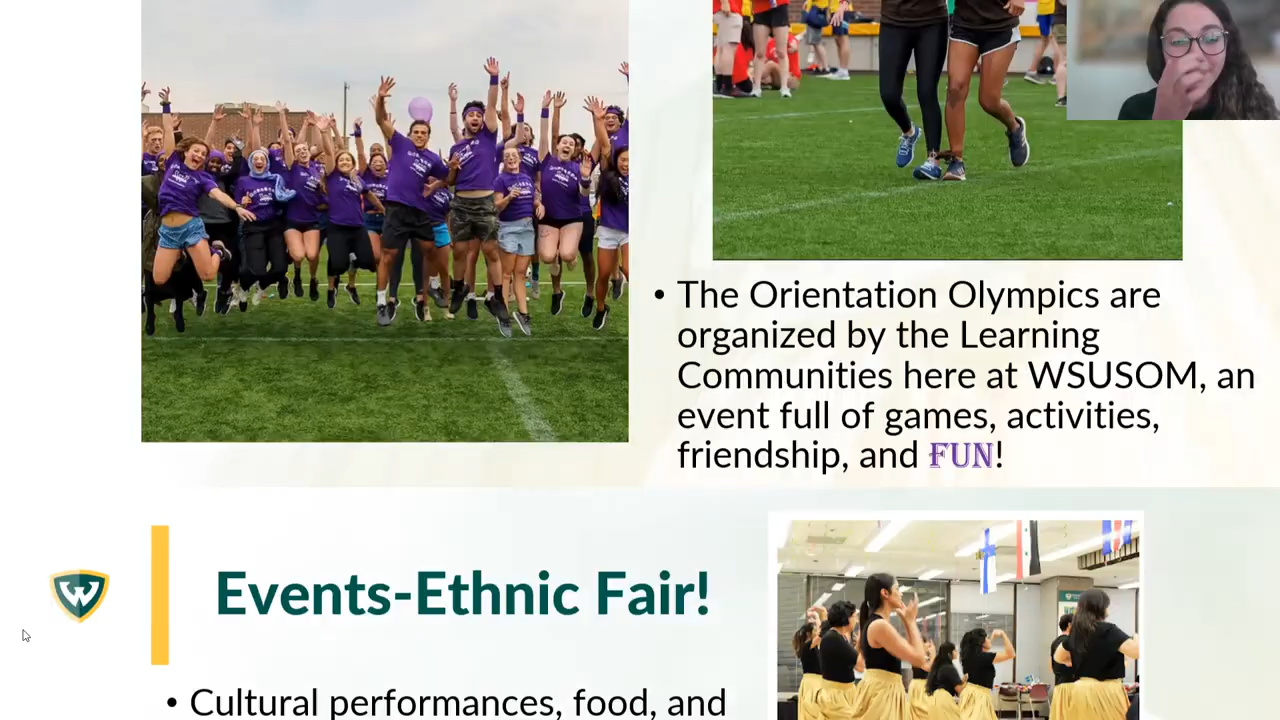 • The Orientation Olympics are
organized by the Learning
Communities here at WSUSOM, an
event full of games, activities,
friendship, and FUN!
W
Events-Ethnic Fair!
• Cultural performances, food, and